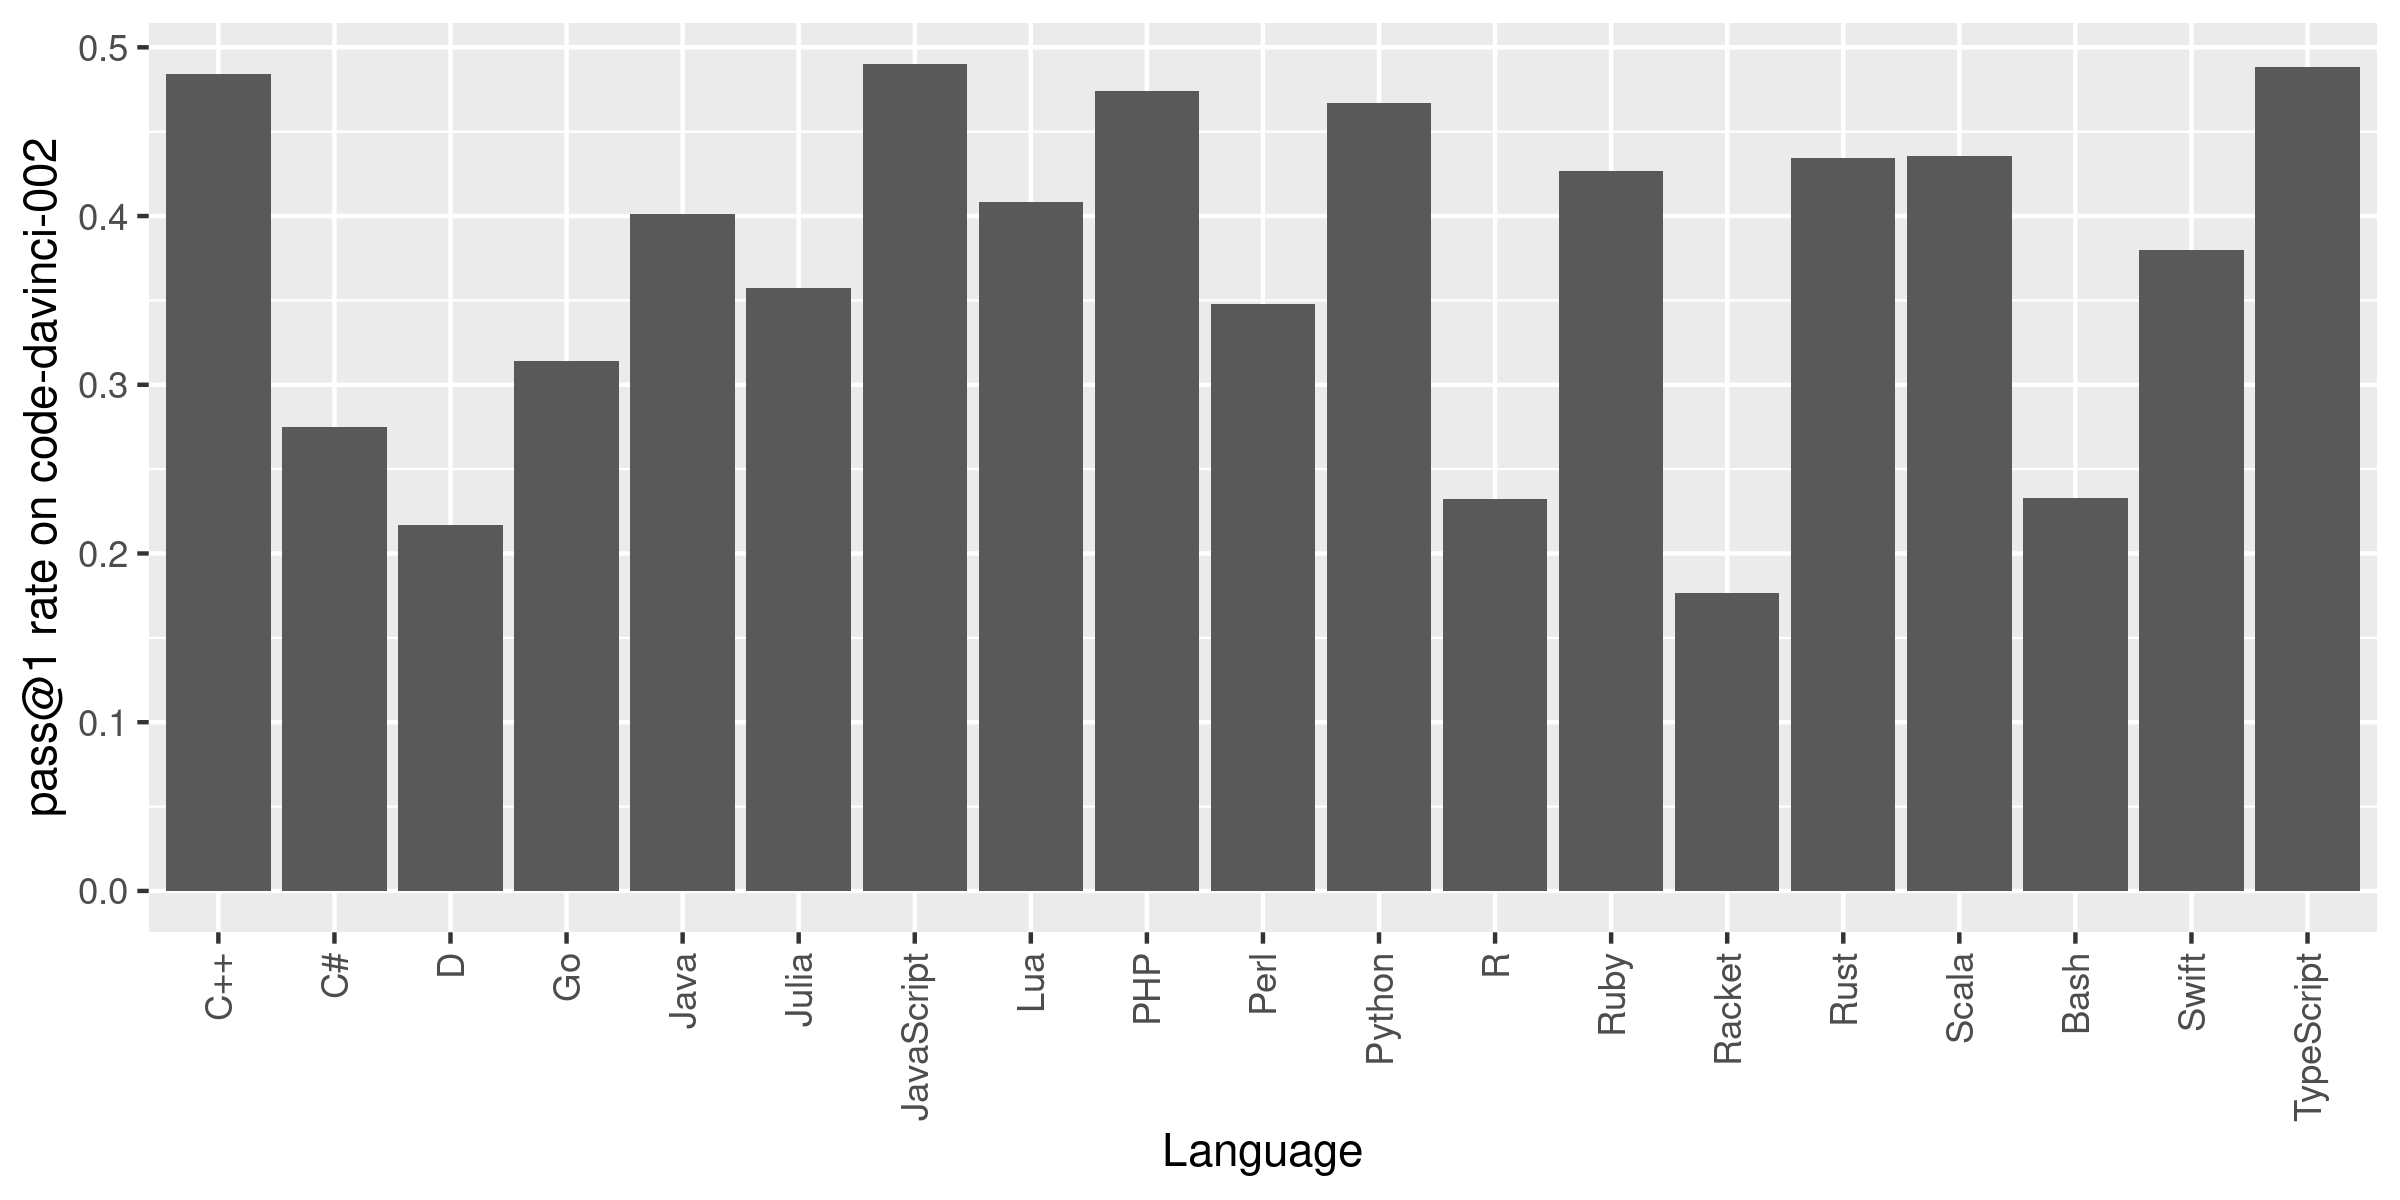 pass@1 rate on code-davinci-002
0.5
0.4
0.3
0.2
0.1
0.0
C++
C#
D
Go
Java
Julia
JavaScript
Lua
PHP
Perl
Python
R
Ruby
Racket
Rust
Scala
Bash
Swift
TypeScript
Language